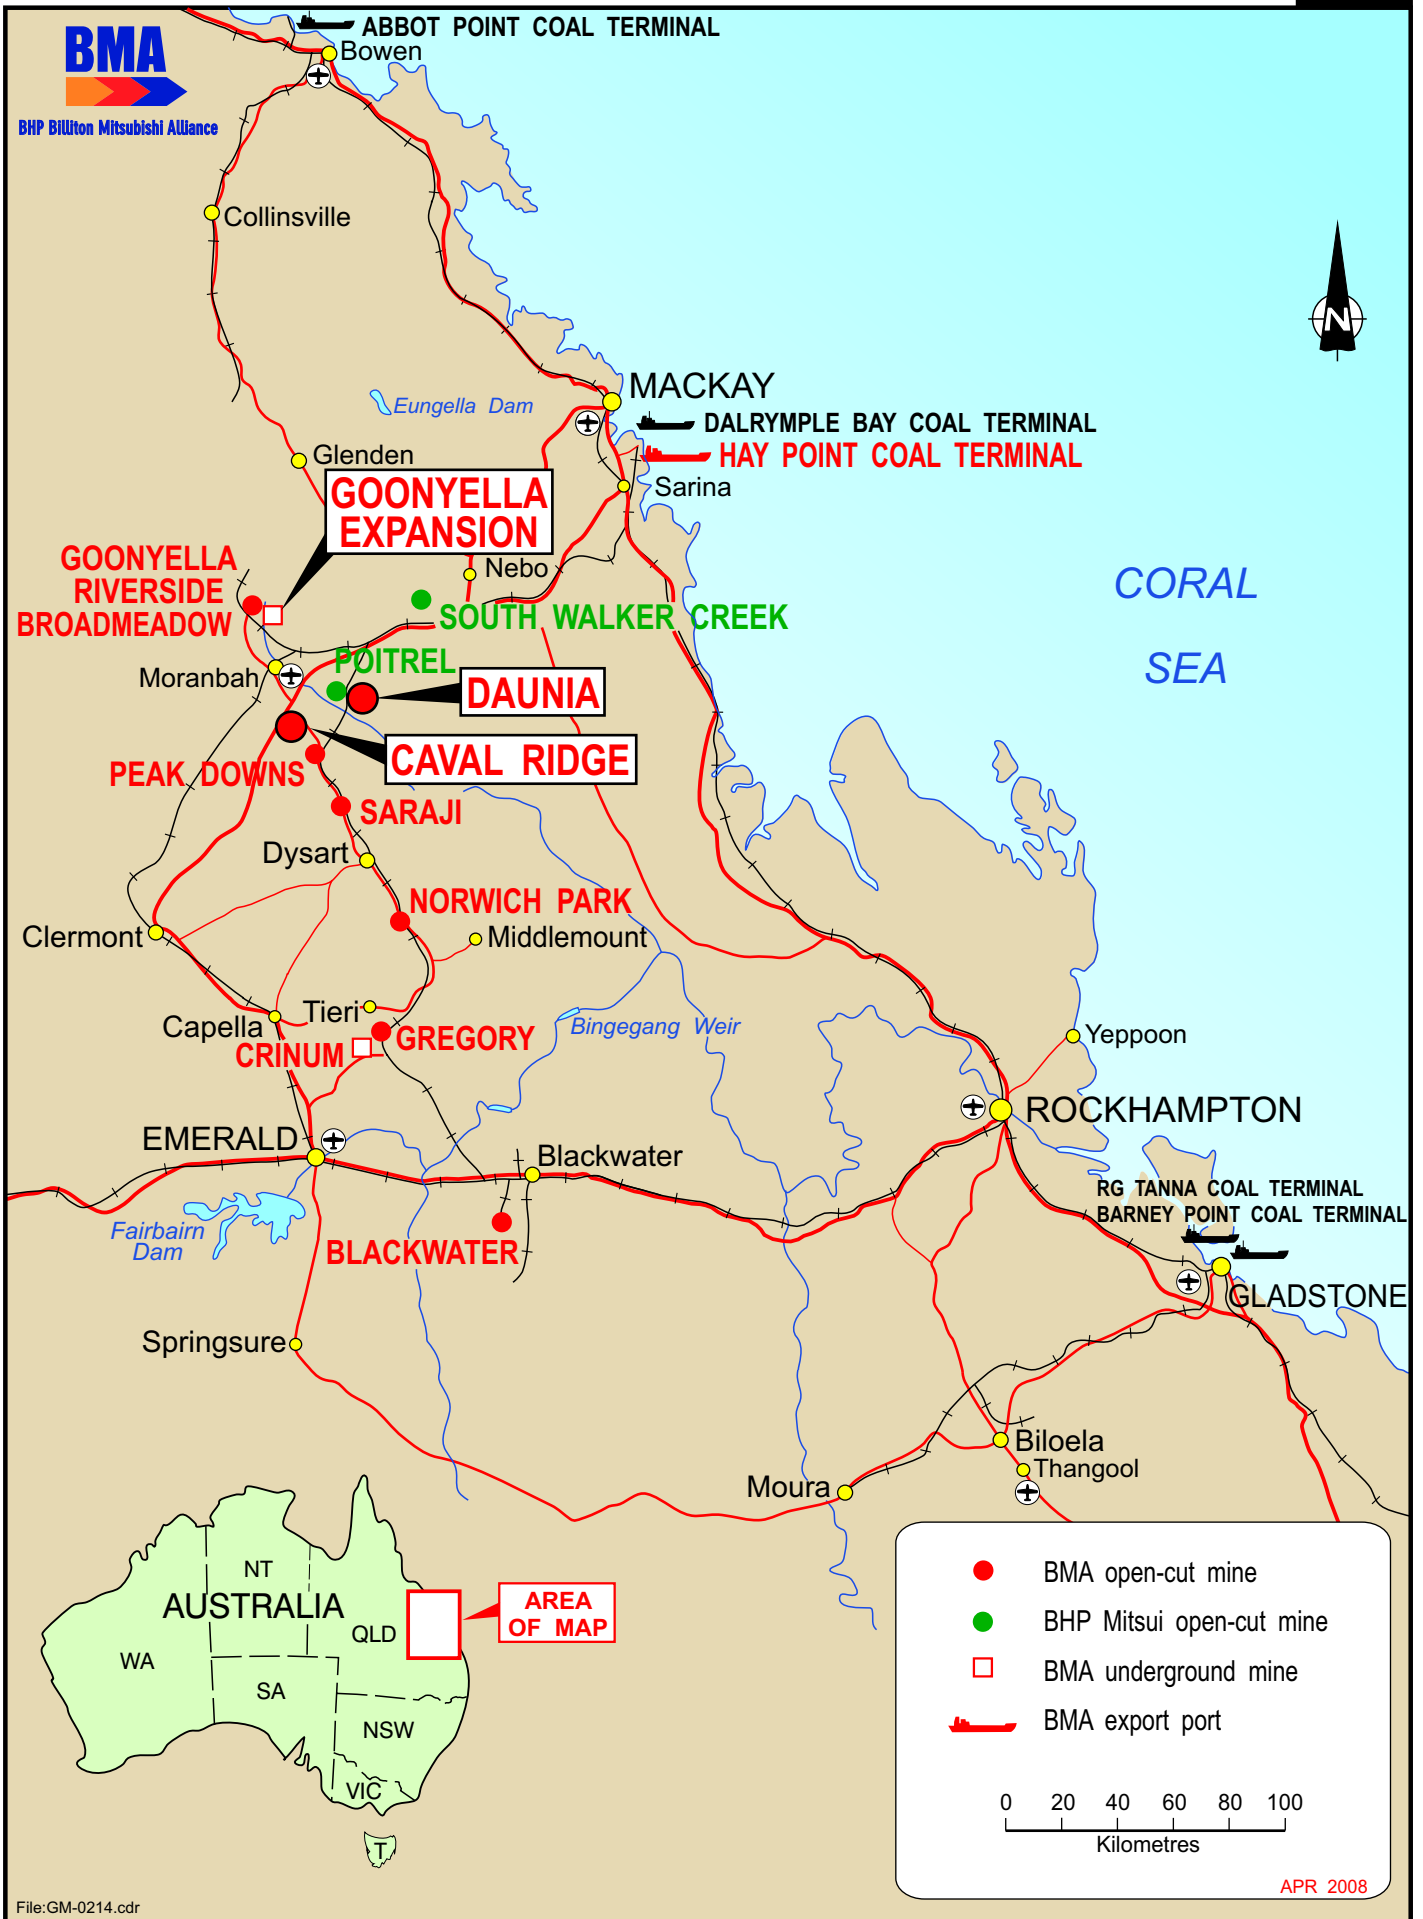 ABBOT POINT COAL TERMINAL
BMA
BHP Billiton Mitsubishi Alliance
Bowen
Collinsville
N
MACKAY
Eungella Dam
DALRYMPLE BAY COAL TERMINAL
HAY POINT COAL TERMINAL
Glenden
Sarina
GOONYELLA
EXPANSION
GOONYELLA
RIVERSIDE
BROADMEADOW
Nebo
CORAL
SEA
SOUTH WALKER CREEK
POITREL
Moranbah
DAUNIA
CAVAL RIDGE
PEAK DOWNS
SARAJI
Dysart
NORWICH PARK
Clermont
Middlemount
Tieri
Capella
Bingegang Weir
GREGORY
CRINUM
Yeppoon
ROCKHAMPTON
EMERALD
Blackwater
RG TANNA COAL TERMINAL
BARNEY POINT COAL TERMINAL
Fairbairn
Dam
BLACKWATER
GLADSTONE
Springsure
Biloela
Thangool
Moura
NT
AUSTRALIA
QLD
WA
SA
NSW
VIC
T
AREA
OF MAP
BMA open-cut mine
BHP Mitsui open-cut mine
BMA underground mine
BMA export port
0 20 40 60 80 100
Kilometres
APR 2008
File:GM-0214.cdr